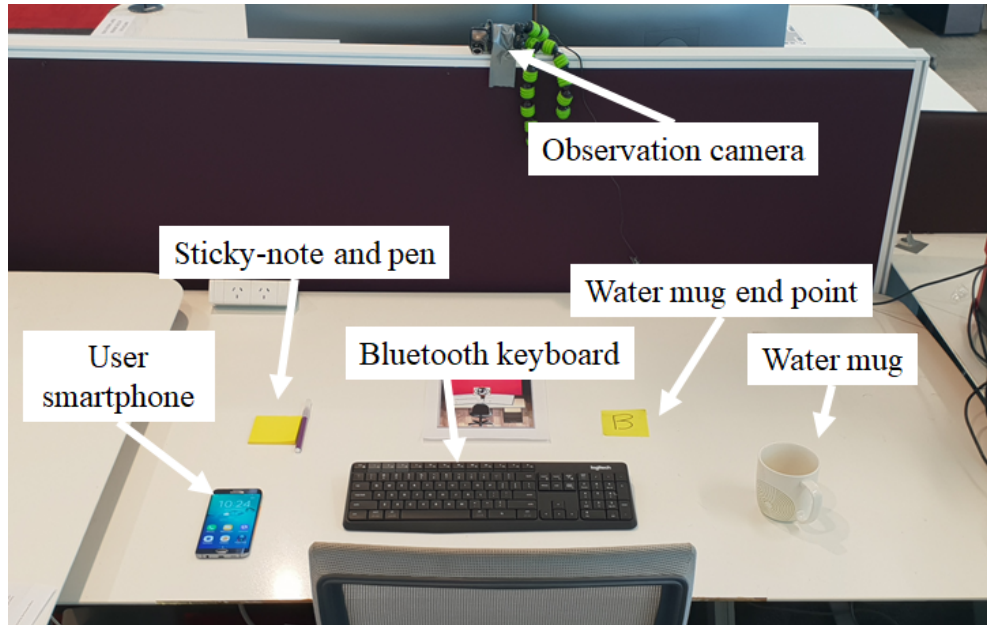 Observation camera
Sticky-note and pen
Water mug end point
User
smartphone
Bluetooth keyboard
Water mug
B
10:24
logitech